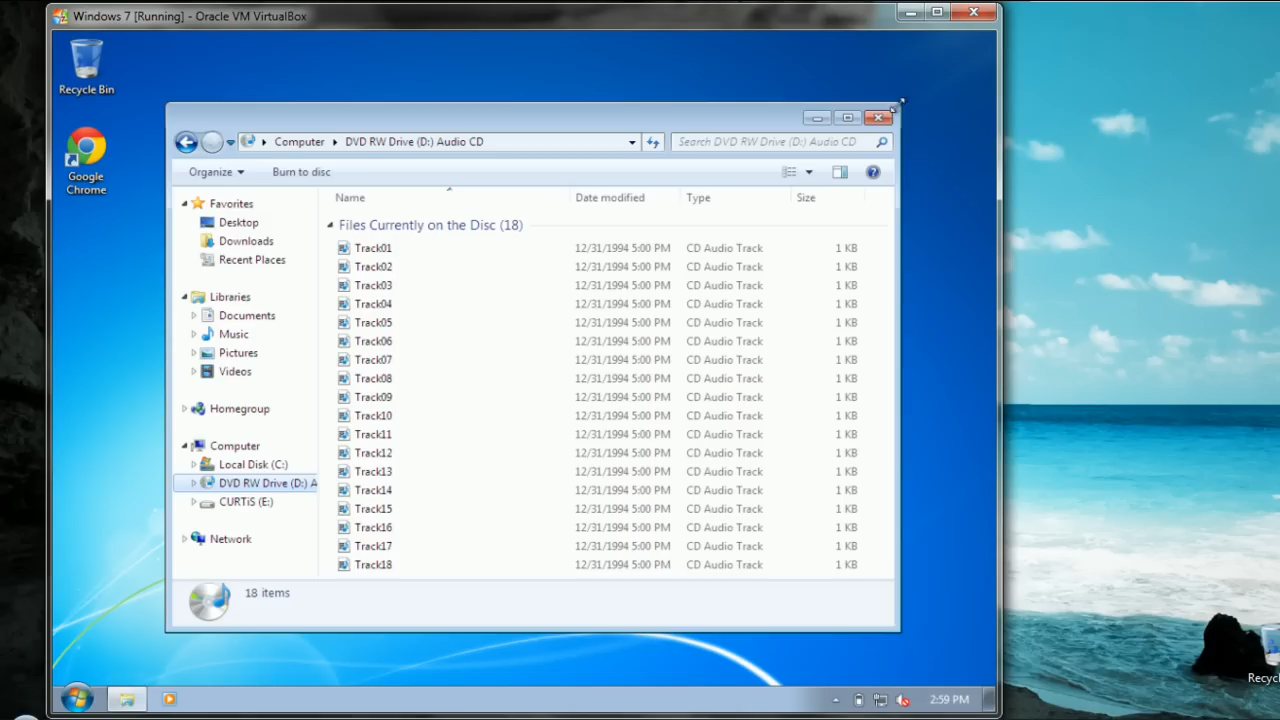 Windows 7 [Running] - Oracle VM VirtualBox
Recycle Bin
Google
Chrome
Computer DVD RW Drive (D:) Audio CD
Search DVD RW Drive (D:) Audio CD
Organize Burn to disc
Name Date modified Type Size
Favorites
Desktop
Downloads
Recent Places
Libraries
Documents
Music
Pictures
Videos
Homegroup
Computer
Local Disk (C:)
DVD RW Drive (D:) A
CURTiS (E:)
Network
Files Currently on the Disc (18)
Track01 12/31/1994 5:00 PM CD Audio Track 1 KB
Track02 12/31/1994 5:00 PM CD Audio Track 1 KB
Track03 12/31/1994 5:00 PM CD Audio Track 1 KB
Track04 12/31/1994 5:00 PM CD Audio Track 1 KB
Track05 12/31/1994 5:00 PM CD Audio Track 1 KB
Track06 12/31/1994 5:00 PM CD Audio Track 1 KB
Track07 12/31/1994 5:00 PM CD Audio Track 1 KB
Track08 12/31/1994 5:00 PM CD Audio Track 1 KB
Track09 12/31/1994 5:00 PM CD Audio Track 1 KB
Track10 12/31/1994 5:00 PM CD Audio Track 1 KB
Track11 12/31/1994 5:00 PM CD Audio Track 1 KB
Track12 12/31/1994 5:00 PM CD Audio Track 1 KB
Track13 12/31/1994 5:00 PM CD Audio Track 1 KB
Track14 12/31/1994 5:00 PM CD Audio Track 1 KB
Track15 12/31/1994 5:00 PM CD Audio Track 1 KB
Track16 12/31/1994 5:00 PM CD Audio Track 1 KB
Track17 12/31/1994 5:00 PM CD Audio Track 1 KB
Track18 12/31/1994 5:00 PM CD Audio Track 1 KB
18 items
2:59 PM
Recyc